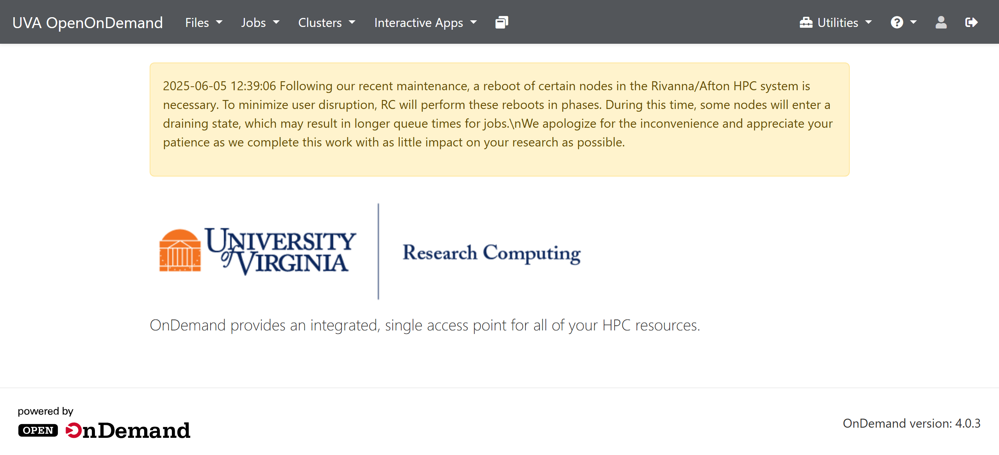 UVA OpenOnDemand Files Jobs Clusters Interactive Apps Utilities
2025-06-05 12:39:06 Following our recent maintenance, a reboot of certain nodes in the Rivanna/Afton HPC system is
necessary. To minimize user disruption, RC will perform these reboots in phases. During this time, some nodes will enter a
draining state, which may result in longer queue times for jobs.\nWe apologize for the inconvenience and appreciate your
patience as we complete this work with as little impact on your research as possible.
UNIVERSITY
of VIRGINIA
Research Computing
OnDemand provides an integrated, single access point for all of your HPC resources.
powered by
OPEN OnDemand
OnDemand version: 4.0.3